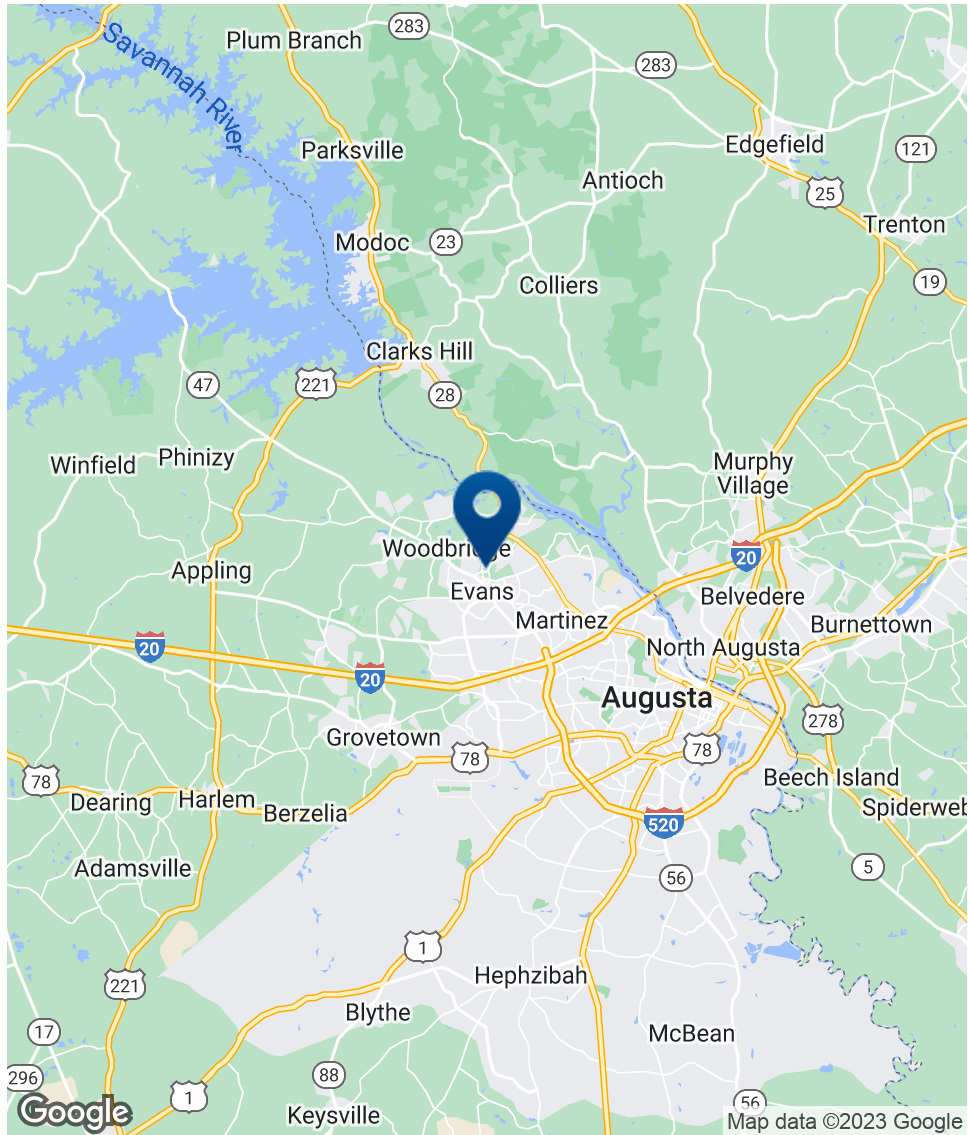 283
Plum Branch
Savannah River
283
Edgefield
121
Parksville
Antioch
25
Trenton
Modoc
23
Colliers
19
Clarks Hill
221
28
47
Winfield
Phinizy
Murphy
Village
Woodbridge
20
Appling
Evans
Belvedere
Martinez
Burnettown
20
North Augusta
20
Augusta
278
Grovetown
78
78
78
Beech Island
Dearing
Harlem
Berzelia
Spiderweb
520
Adamsville
5
56
1
221
Hephzibah
Blythe
17
McBean
88
296
1
56
Keysville
Google
Map data ©2023 Google